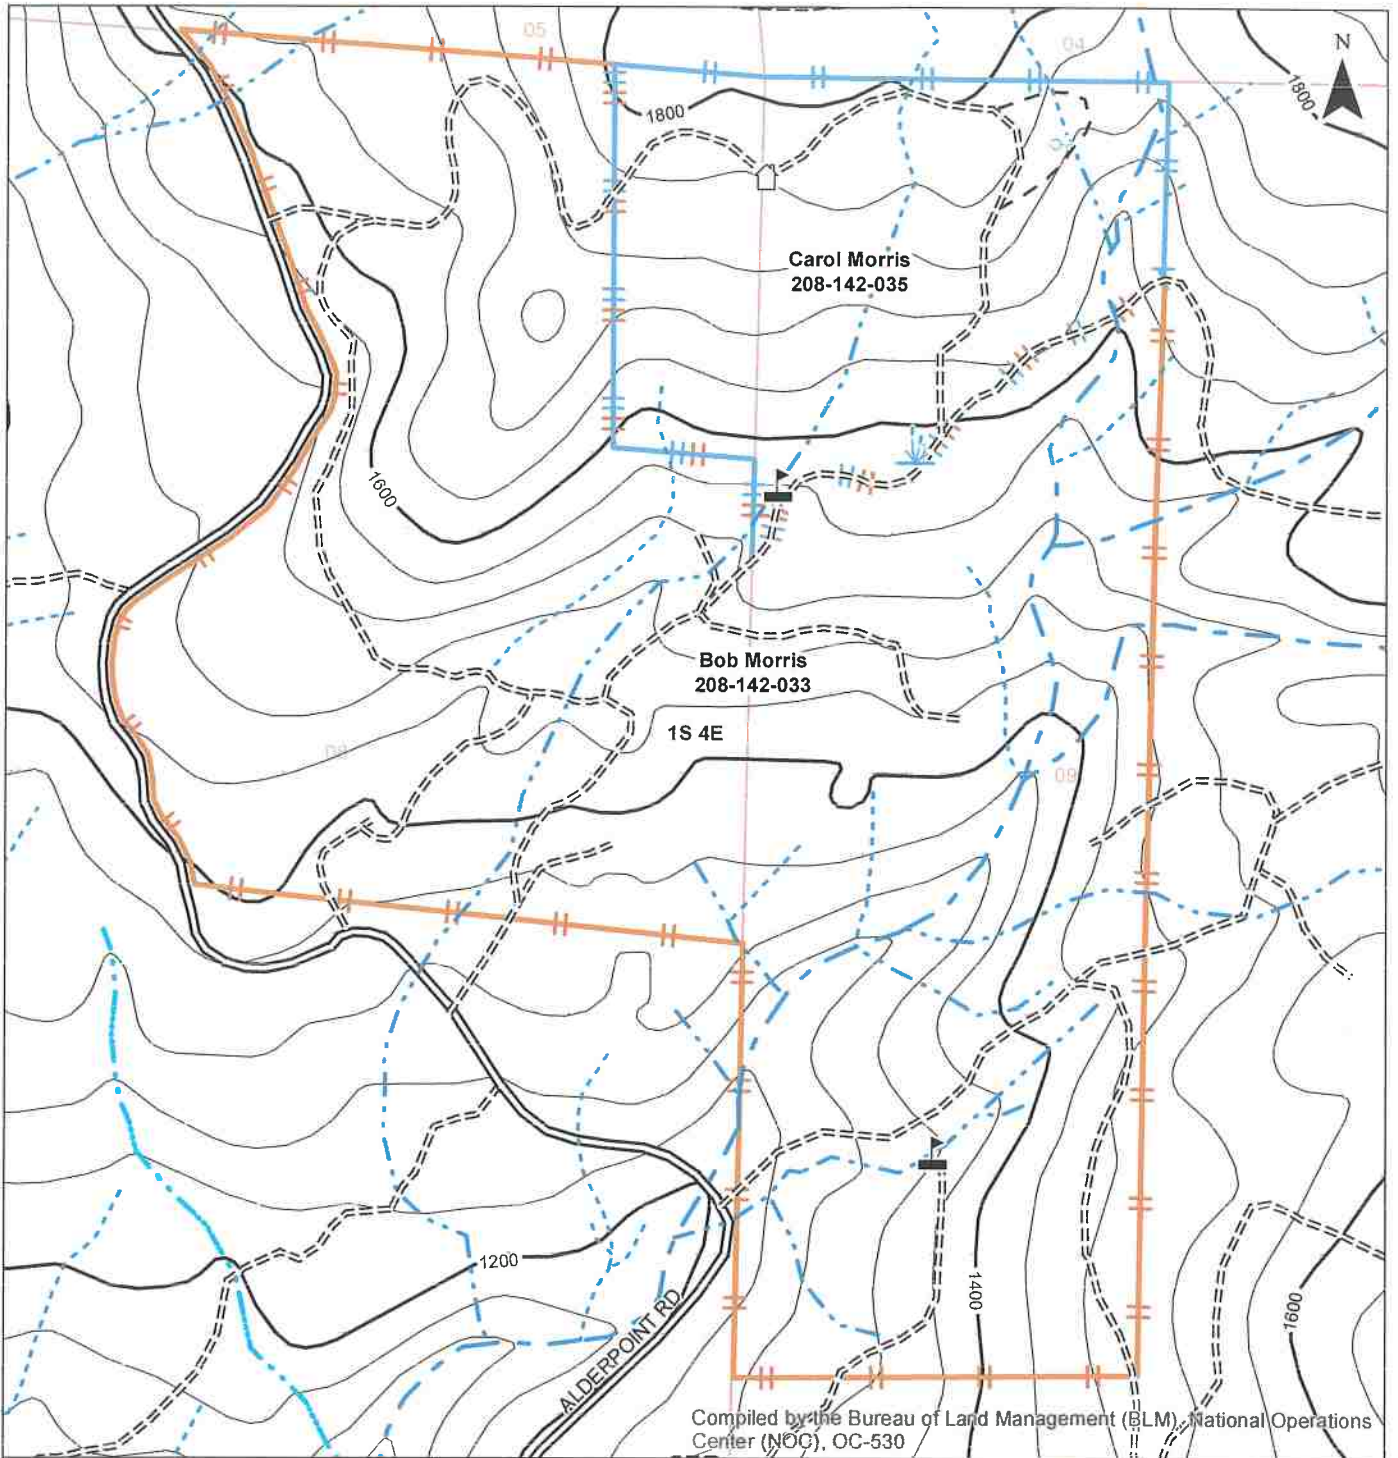 05
04
N
1800
1800
Carol Morris
208-142-035
1600
Bob Morris
208-142-033
1S 4E
08
09
1200
1400
1600
ALDERPOINT RD
Compiled by the Bureau of Land Management (BLM), National Operations
Center (NOC), OC-530